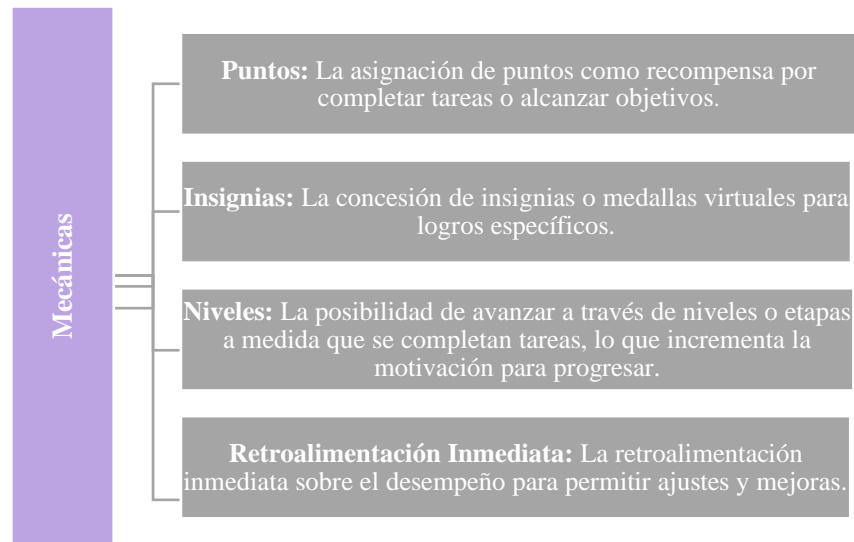 Mecánicas
Puntos: La asignación de puntos como recompensa por
completar tareas o alcanzar objetivos.
Insignias: La concesión de insignias o medallas virtuales para
logros específicos.
Niveles: La posibilidad de avanzar a través de niveles o etapas
a medida que se completan tareas, lo que incrementa la
motivación para progresar.
Retroalimentación Inmediata: La retroalimentación
inmediata sobre el desempeño para permitir ajustes y mejoras.